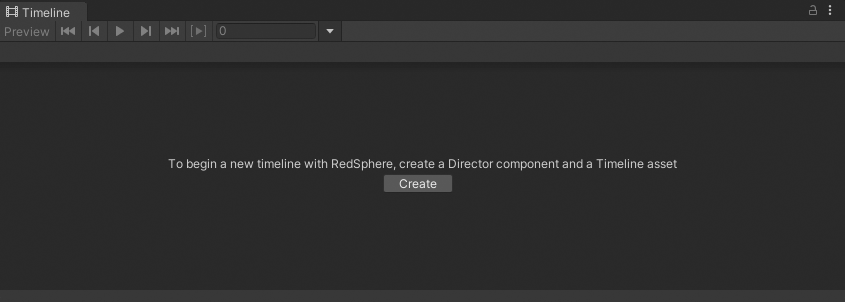 Timeline
Preview
0
To begin a new timeline with RedSphere, create a Director component and a Timeline asset
Create